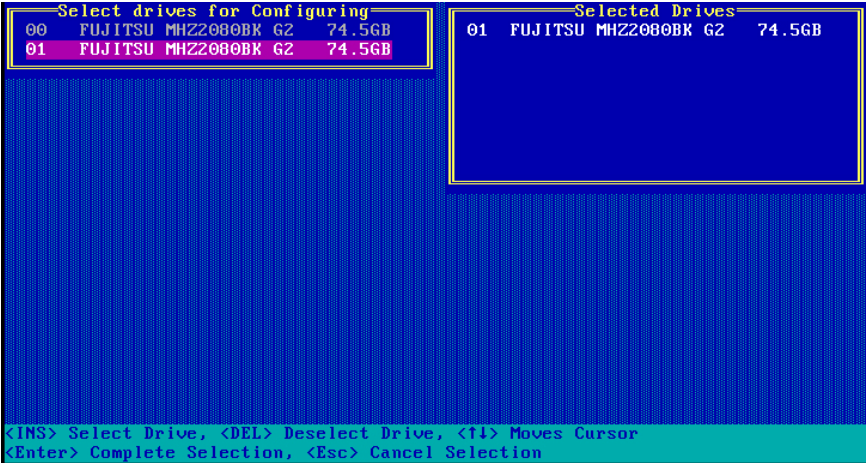 Select drives for Configuring
00 FUJITSU MHZ2080BK G2 74.5GB
01 FUJITSU MHZ2080BK G2 74.5GB
Selected Drives
01 FUJITSU MHZ2080BK G2 74.5GB
<INS> Select Drive, <DEL> Deselect Drive, <↑↓> Moves Cursor
<Enter> Complete Selection, <Esc> Cancel Selection